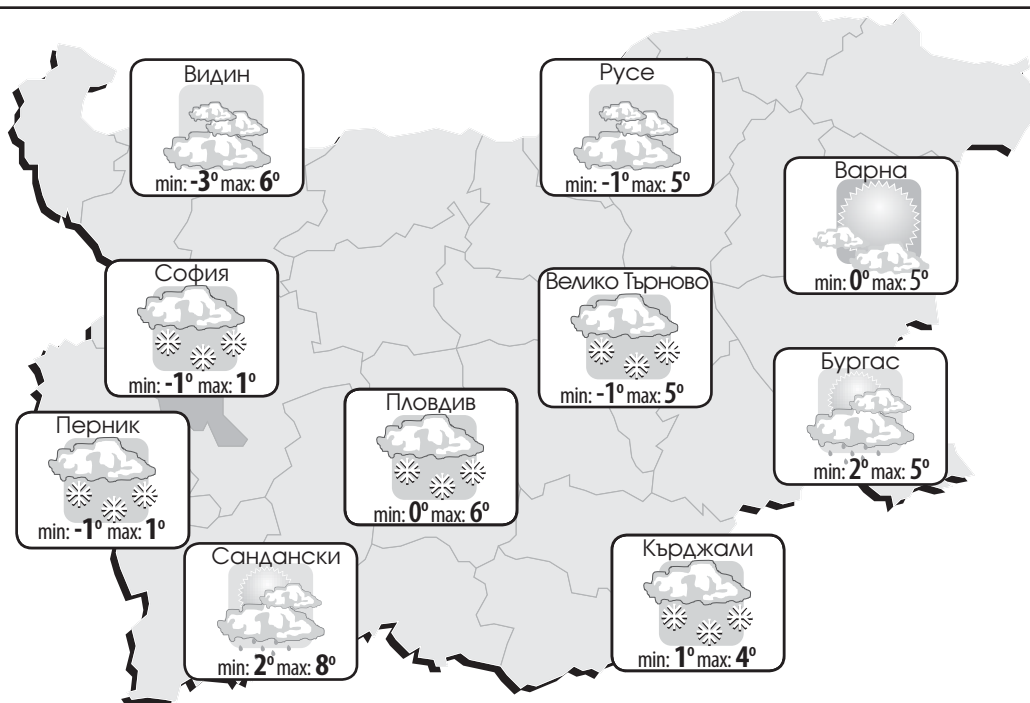 Видин
min: -3° max: 6°
Русе
min: -1° max: 5°
Варна
min: 0° max: 5°
София
min: -1° max: 1°
Велико Търново
min: -1° max: 5°
Бургас
min: 2° max: 5°
Пловдив
min: 0° max: 6°
Перник
min: -1° max: 1°
Сандански
min: 2° max: 8°
Кърджали
min: 1° max: 4°